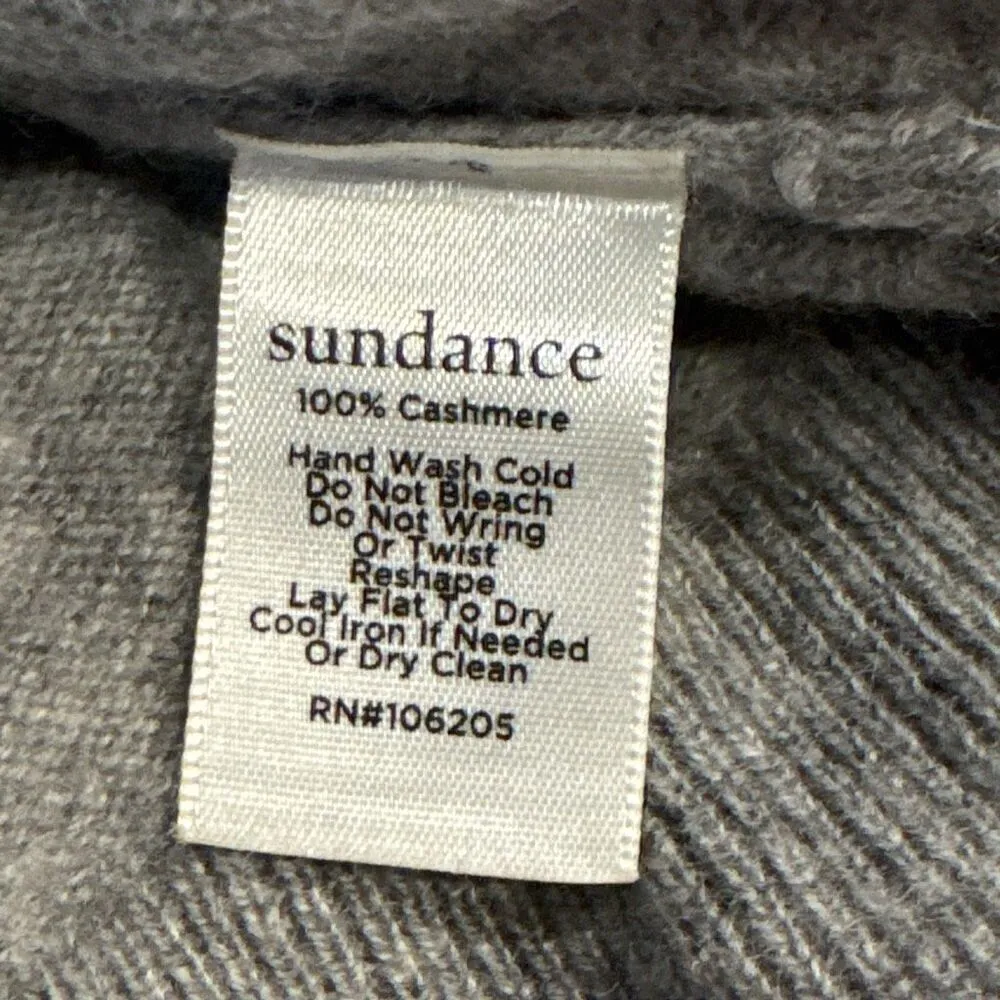 sundance
100% Cashmere
Hand Wash Cold
Do Not Bleach
Do Not Wring
Or Twist
Reshape
Lay Flat To Dry
Cool Iron If Needed
Or Dry Clean
RN#106205